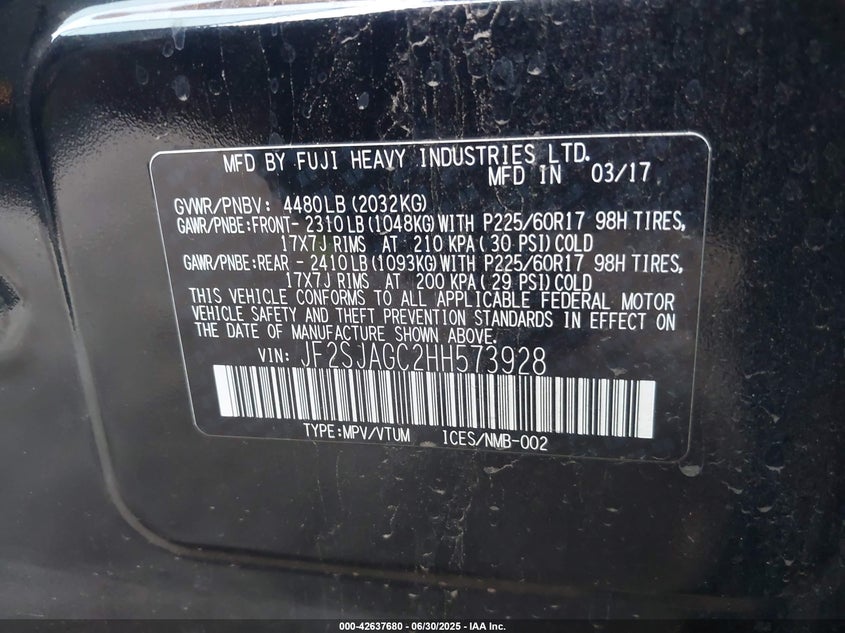 MFD BY FUJI HEAVY INDUSTRIES LTD.
MFD IN 03/17
GVWR/PNBV: 4480LB(2032KG)
GAWR/PNBE:FRONT- 2310LB(1048KG)WITH P225/60R17 98H TIRES,
17X7J RIMS AT 210 KPA( 30 PSI)COLD
GAWR/PNBE:REAR - 2410LB(1093KG)WITH P225/60R17 98H TIRES,
17X7J RIMS AT 200 KPA( 29 PSI)COLD
THIS VEHICLE CONFORMS TO ALL APPLICABLE FEDERAL MOTOR
VEHICLE SAFETY AND THEFT PREVENTION STANDARDS IN EFFECT ON
THE DATE OF MANUFACTURE SHOWN ABOVE.
VIN: JF2SJAGC2HH573928
TYPE:MPV/VTUM ICES/NMB-002
000-42637680 - 06/30/2025 - IAA Inc.